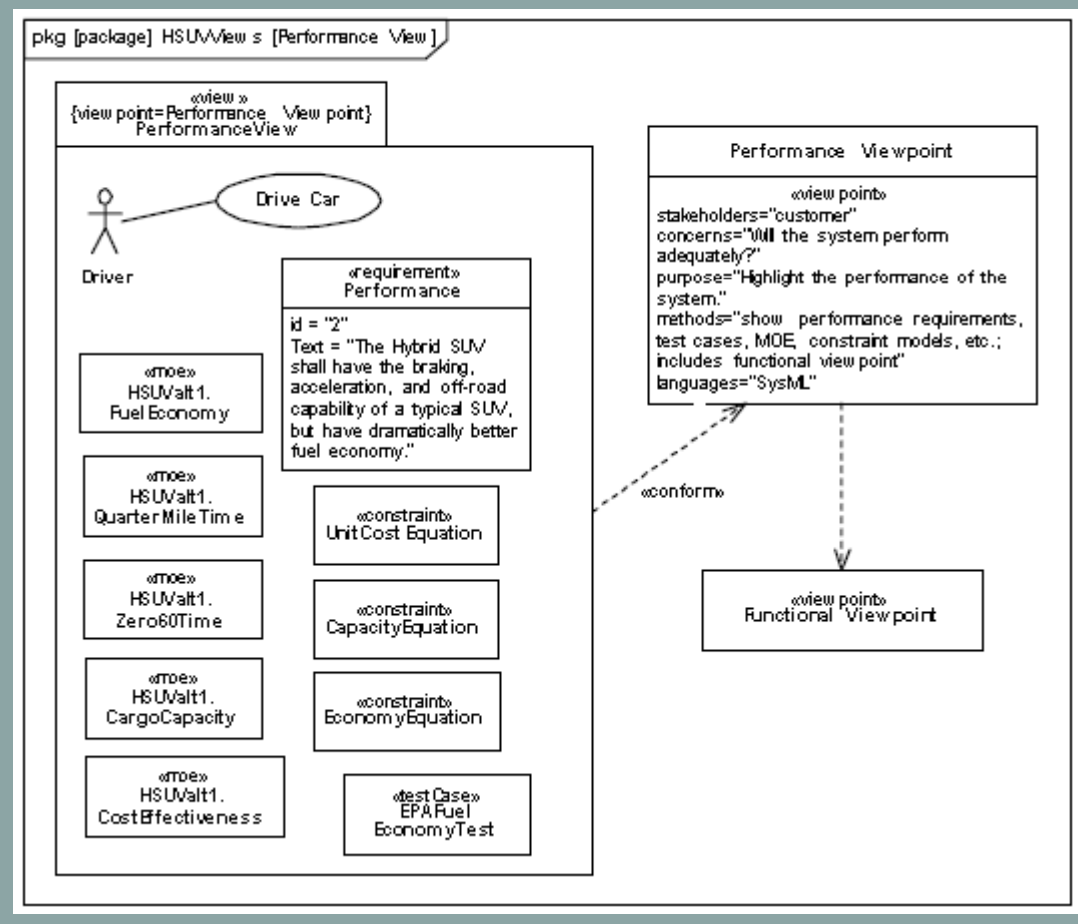 pkg [package] HSUVViews [Performance View]
«view»
{viewpoint=Performance Viewpoint}
PerformanceView
Drive Car
Driver
«requirement»
Performance
id = "2"
Text = "The Hybrid SUV
shall have the braking,
acceleration, and off-road
capability of a typical SUV,
but have dramatically better
fuel economy."
«moe»
HSUValt1.
FuelEconomy
«moe»
HSUValt1.
QuarterMileTime
«moe»
HSUValt1.
Zero60Time
«moe»
HSUValt1.
CargoCapacity
«moe»
HSUValt1.
CostEffectiveness
«constraint»
UnitCostEquation
«constraint»
CapacityEquation
«constraint»
EconomyEquation
«testCase»
EPAFuel
EconomyTest
Performance Viewpoint
«viewpoint»
stakeholders="customer"
concerns="Will the system perform
adequately?"
purpose="Highlight the performance of the
system."
methods="show performance requirements,
test cases, MOE, constraint models, etc.;
includes functional viewpoint"
languages="SysML"
«conform»
«viewpoint»
Functional Viewpoint